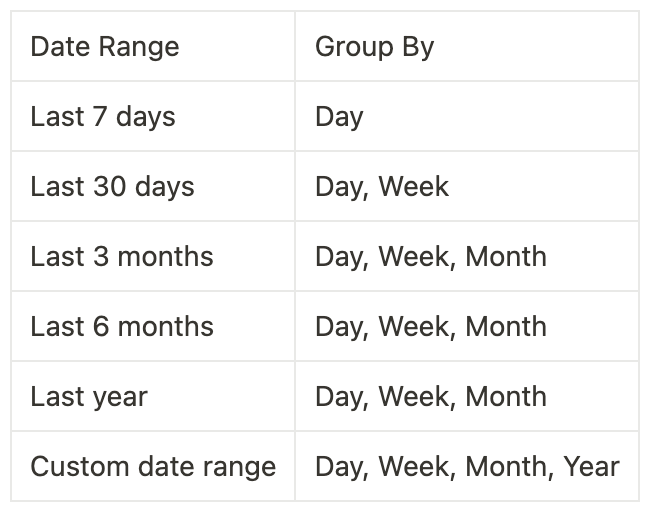 Date Range Group By
Last 7 days Day
Last 30 days Day, Week
Last 3 months Day, Week, Month
Last 6 months Day, Week, Month
Last year Day, Week, Month
Custom date range Day, Week, Month, Year